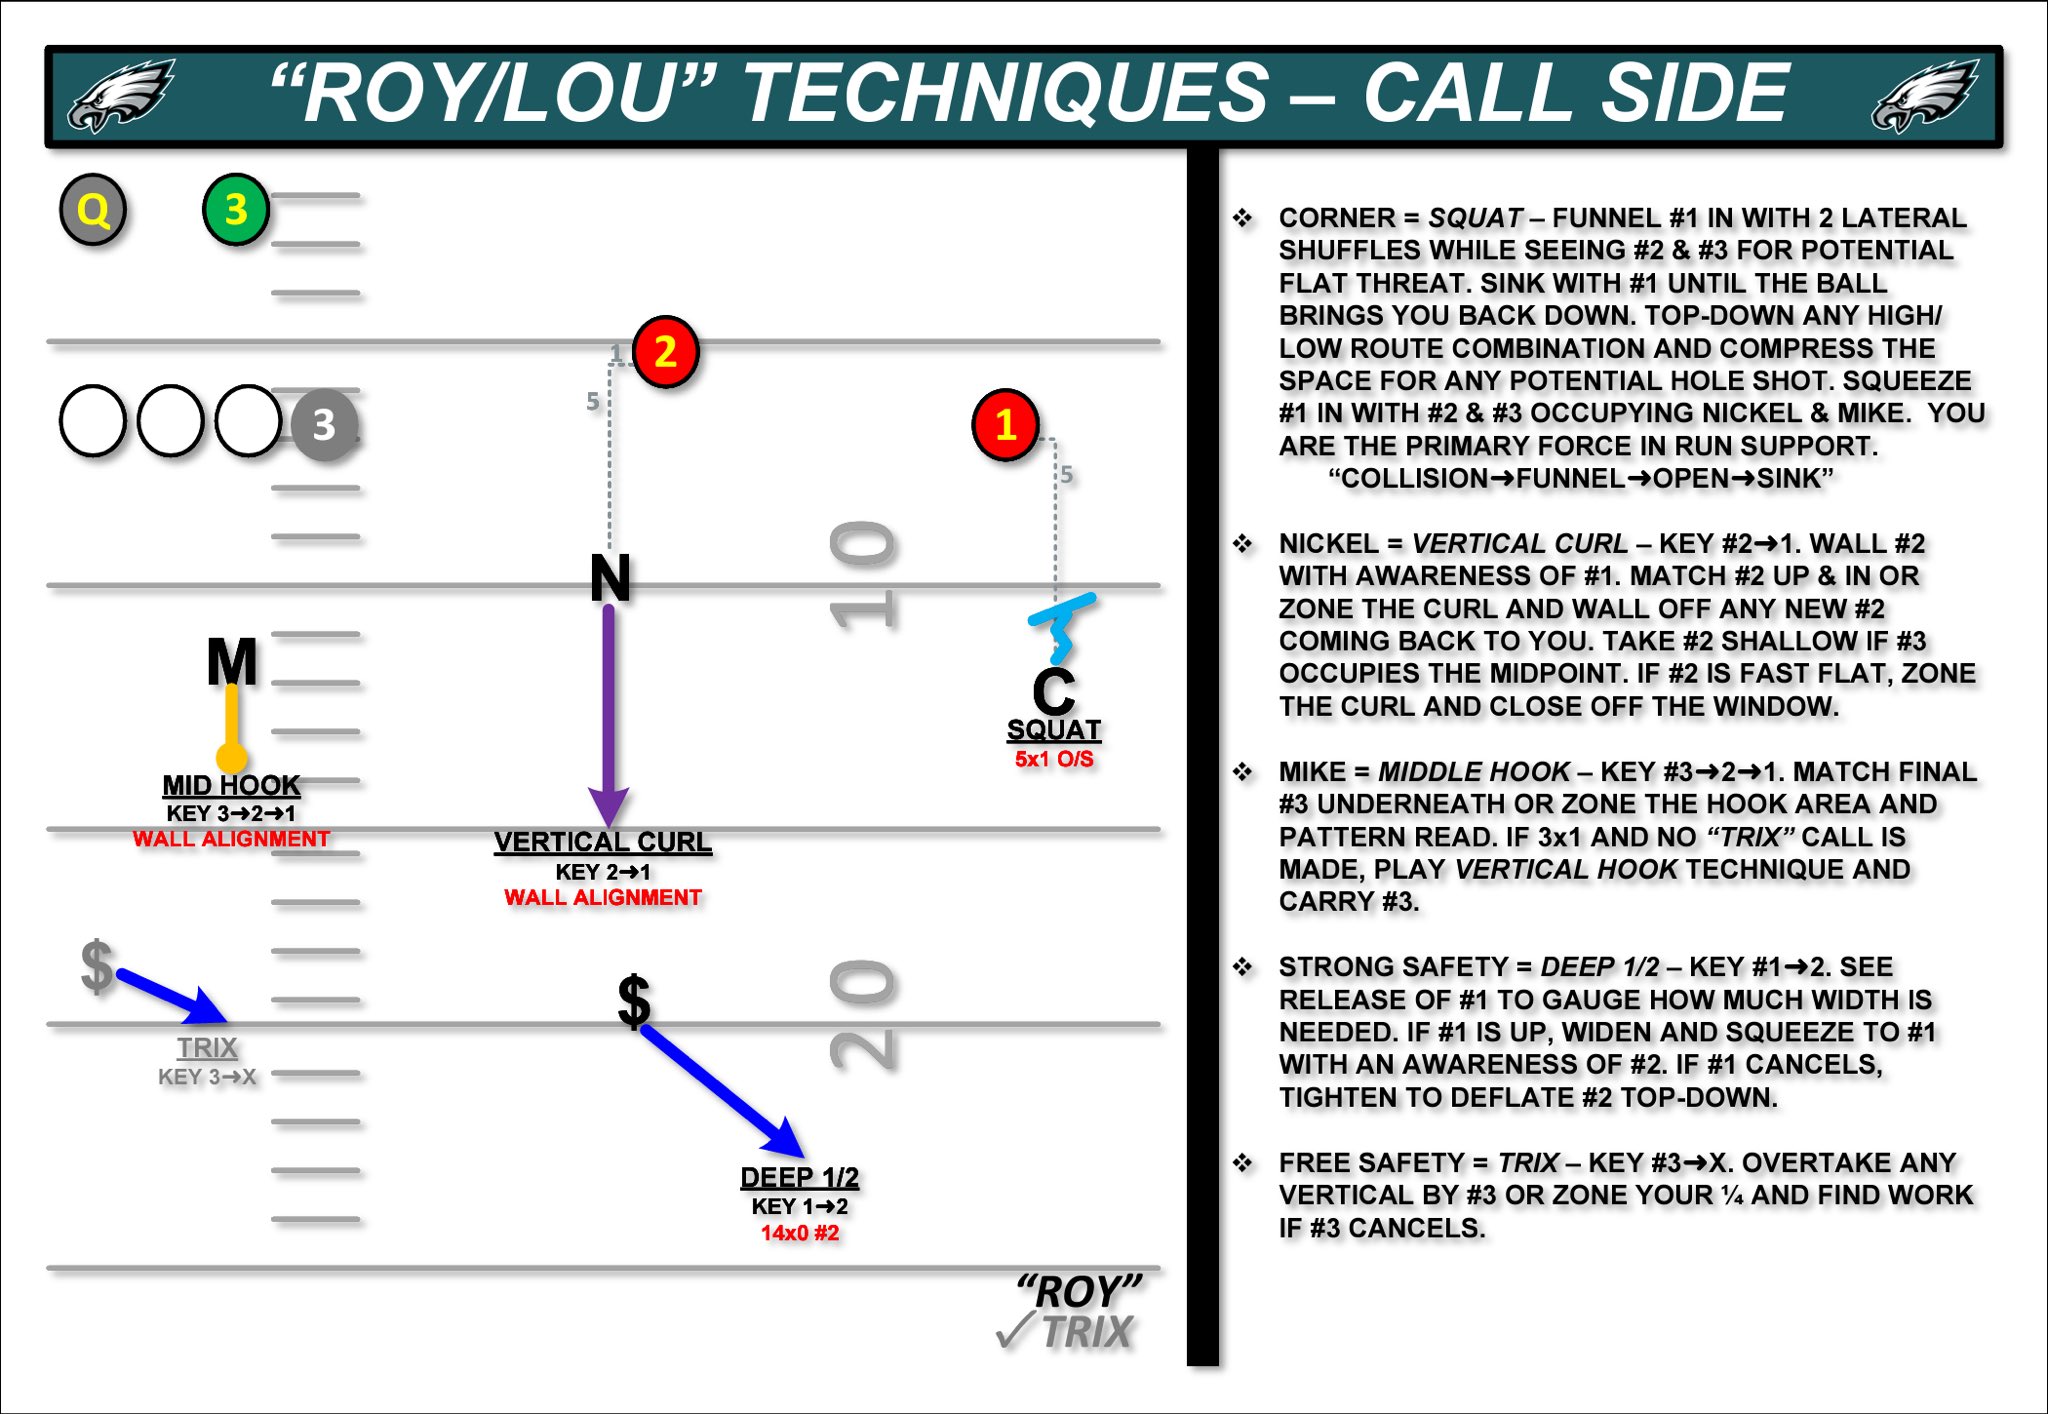 “ROY/LOU” TECHNIQUES – CALL SIDE
Q
3
2
1
5
3
1
5
10
N
M
C
SQUAT
5x1 O/S
MID HOOK
KEY 3➜2➜1
WALL ALIGNMENT
VERTICAL CURL
KEY 2➜1
WALL ALIGNMENT
$
$
20
TRIX
KEY 3➜X
DEEP 1/2
KEY 1➜2
14x0 #2
“ROY”
✓TRIX
❖ CORNER = SQUAT – FUNNEL #1 IN WITH 2 LATERAL
SHUFFLES WHILE SEEING #2 & #3 FOR POTENTIAL
FLAT THREAT. SINK WITH #1 UNTIL THE BALL
BRINGS YOU BACK DOWN. TOP-DOWN ANY HIGH/
LOW ROUTE COMBINATION AND COMPRESS THE
SPACE FOR ANY POTENTIAL HOLE SHOT. SQUEEZE
#1 IN WITH #2 & #3 OCCUPYING NICKEL & MIKE. YOU
ARE THE PRIMARY FORCE IN RUN SUPPORT.
“COLLISION➜FUNNEL➜OPEN➜SINK”
❖ NICKEL = VERTICAL CURL – KEY #2➜1. WALL #2
WITH AWARENESS OF #1. MATCH #2 UP & IN OR
ZONE THE CURL AND WALL OFF ANY NEW #2
COMING BACK TO YOU. TAKE #2 SHALLOW IF #3
OCCUPIES THE MIDPOINT. IF #2 IS FAST FLAT, ZONE
THE CURL AND CLOSE OFF THE WINDOW.
❖ MIKE = MIDDLE HOOK – KEY #3➜2➜1. MATCH FINAL
#3 UNDERNEATH OR ZONE THE HOOK AREA AND
PATTERN READ. IF 3x1 AND NO “TRIX” CALL IS
MADE, PLAY VERTICAL HOOK TECHNIQUE AND
CARRY #3.
❖ STRONG SAFETY = DEEP 1/2 – KEY #1➜2. SEE
RELEASE OF #1 TO GAUGE HOW MUCH WIDTH IS
NEEDED. IF #1 IS UP, WIDEN AND SQUEEZE TO #1
WITH AN AWARENESS OF #2. IF #1 CANCELS,
TIGHTEN TO DEFLATE #2 TOP-DOWN.
❖ FREE SAFETY = TRIX – KEY #3➜X. OVERTAKE ANY
VERTICAL BY #3 OR ZONE YOUR ¼ AND FIND WORK
IF #3 CANCELS.